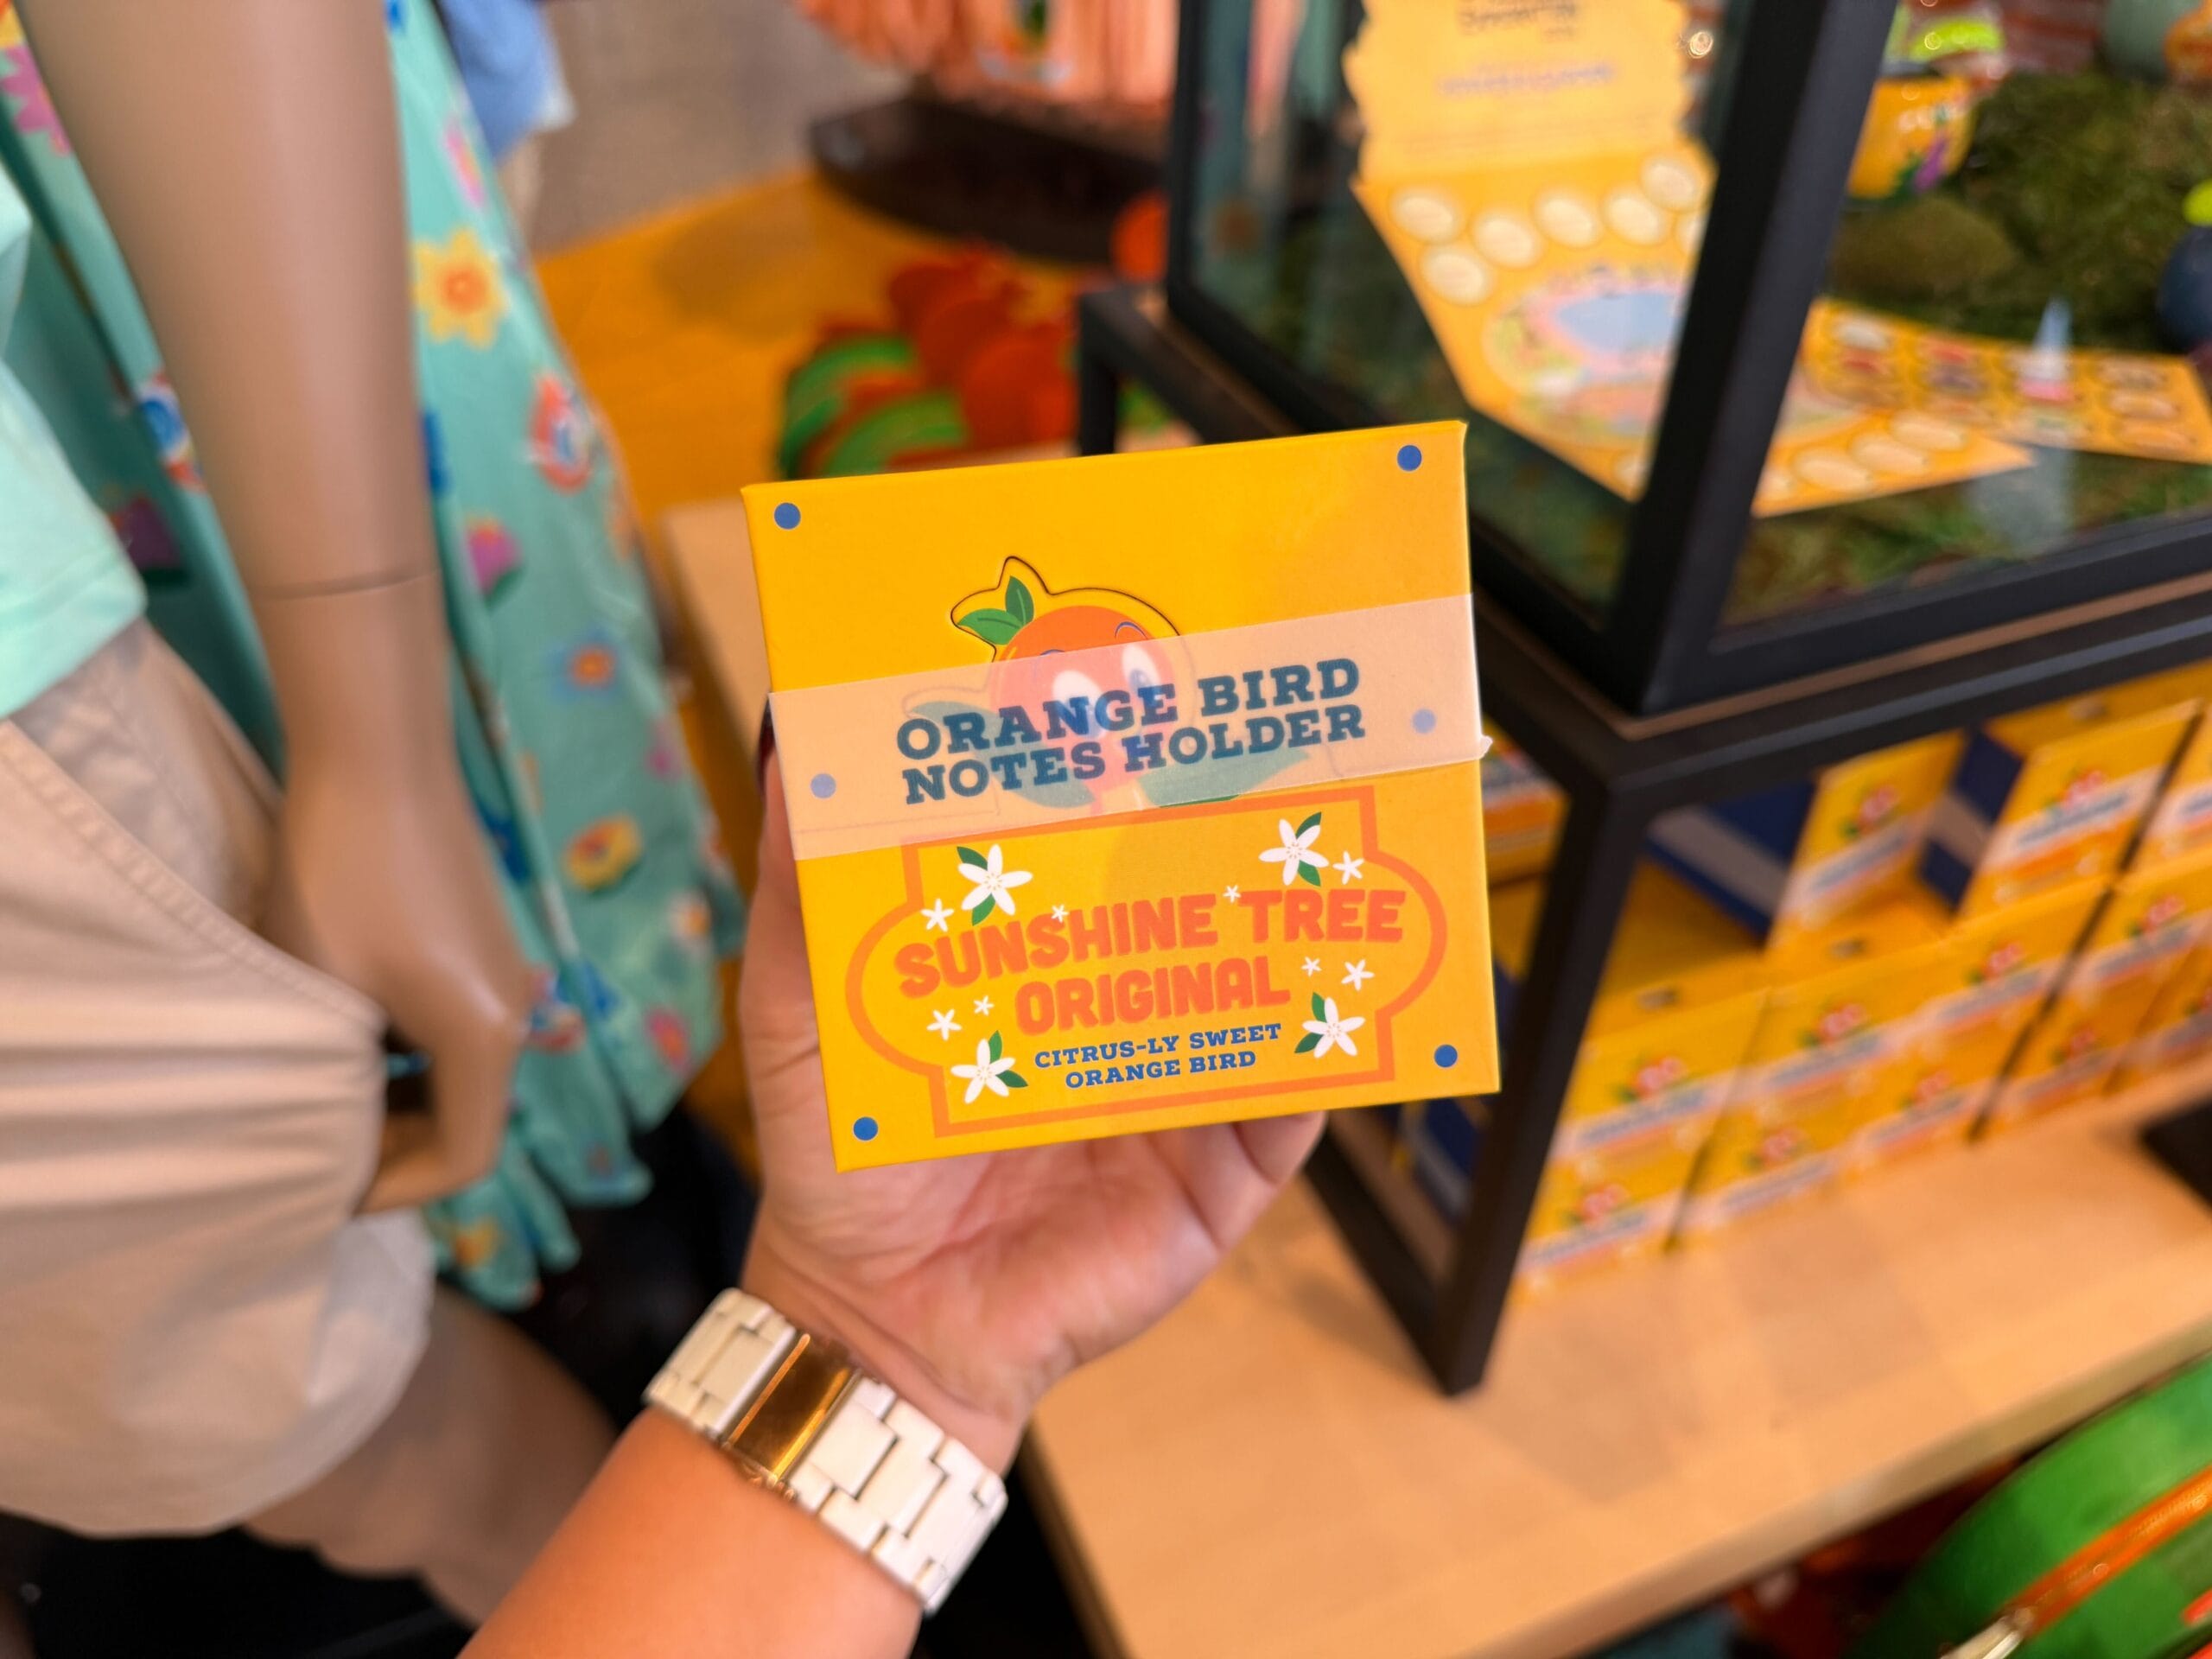 ORANGE BIRD
NOTES HOLDER
SUNSHINE TREE
ORIGINAL
CITRUS-LY SWEET
ORANGE BIRD